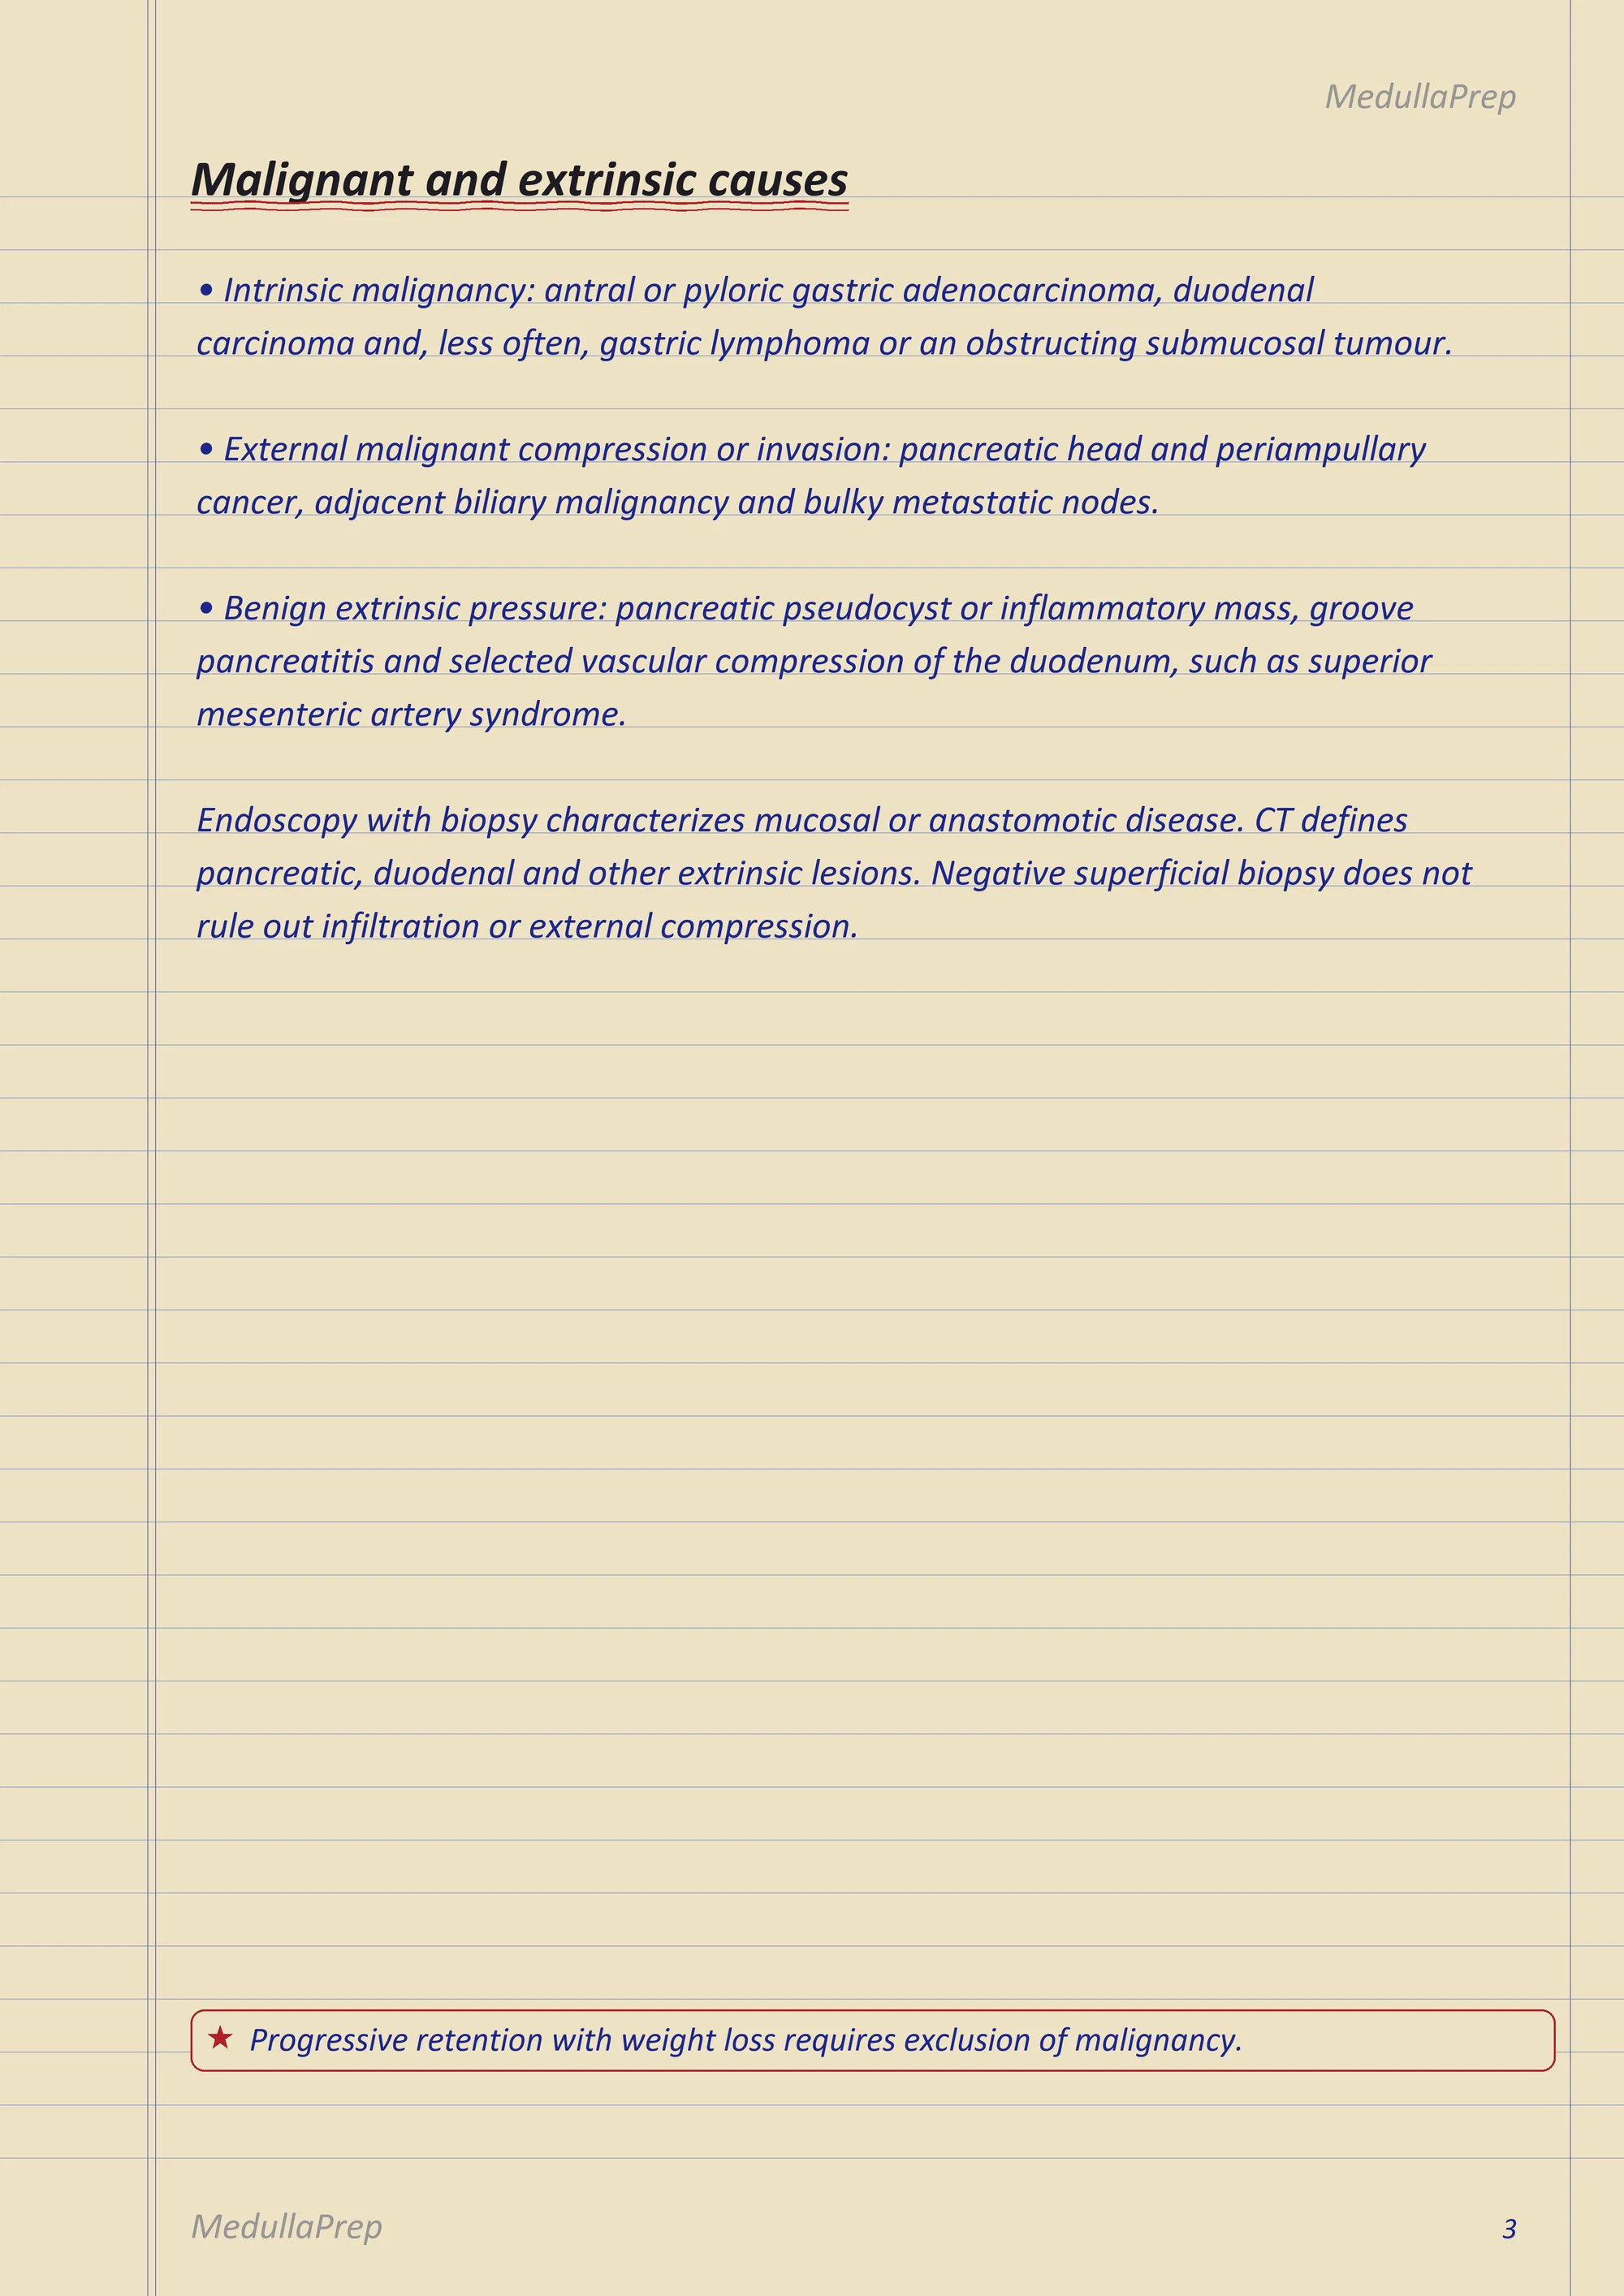 MedullaPrep
Malignant and extrinsic causes
• Intrinsic malignancy: antral or pyloric gastric adenocarcinoma, duodenal
carcinoma and, less often, gastric lymphoma or an obstructing submucosal tumour.
• External malignant compression or invasion: pancreatic head and periampullary
cancer, adjacent biliary malignancy and bulky metastatic nodes.
• Benign extrinsic pressure: pancreatic pseudocyst or inflammatory mass, groove
pancreatitis and selected vascular compression of the duodenum, such as superior
mesenteric artery syndrome.
Endoscopy with biopsy characterizes mucosal or anastomotic disease. CT defines
pancreatic, duodenal and other extrinsic lesions. Negative superficial biopsy does not
rule out infiltration or external compression.
★ Progressive retention with weight loss requires exclusion of malignancy.
MedullaPrep
3